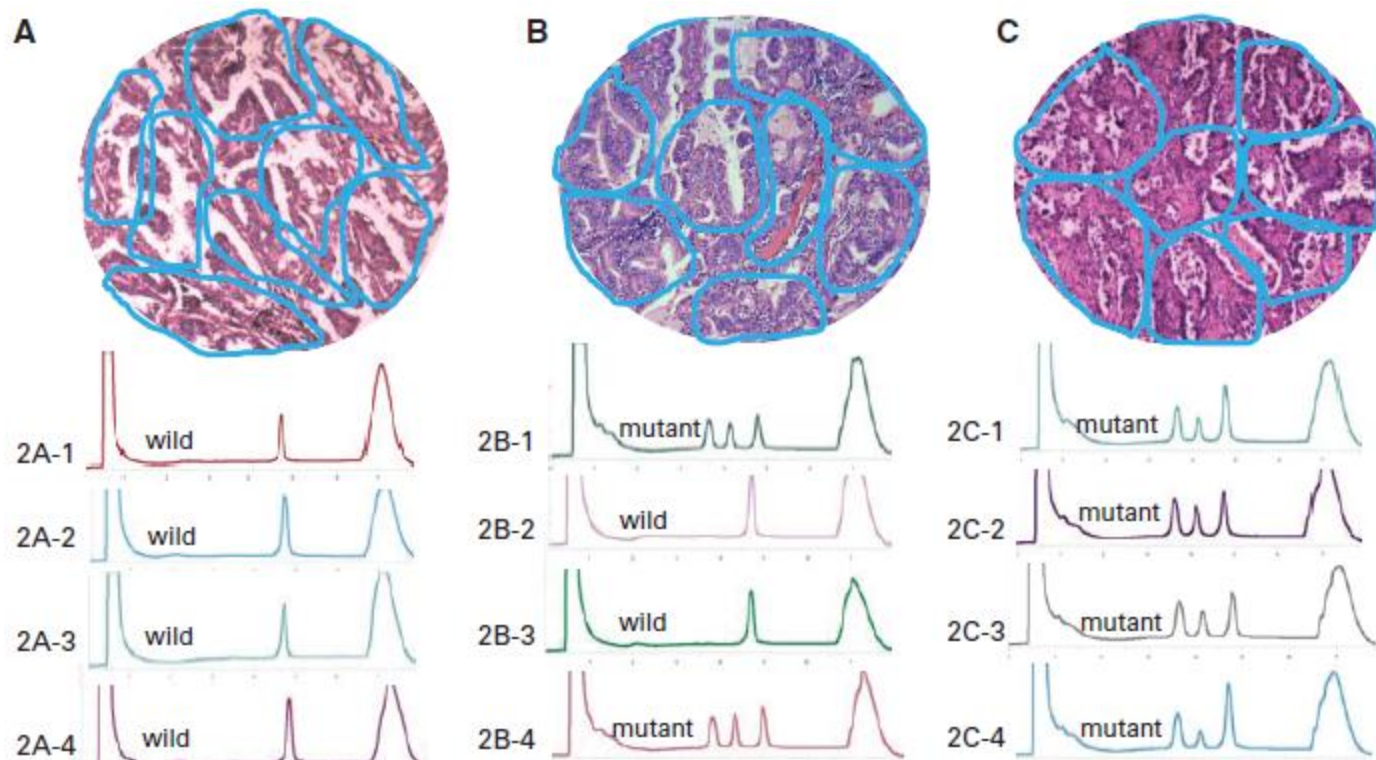 A B C
2A-1 wild 2B-1 mutant 2C-1 mutant
2A-2 wild 2B-2 wild 2C-2 mutant
2A-3 wild 2B-3 wild 2C-3 mutant
2A-4 wild 2B-4 mutant 2C-4 mutant